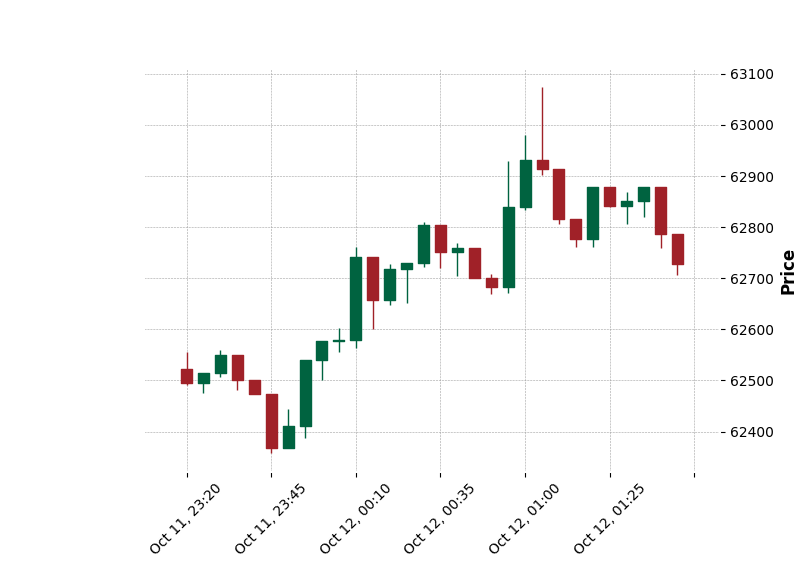 63100
63000
62900
62800
62700
62600
62500
62400
Price
Oct 11, 23:20
Oct 11, 23:45
Oct 12, 00:10
Oct 12, 00:35
Oct 12, 01:00
Oct 12, 01:25